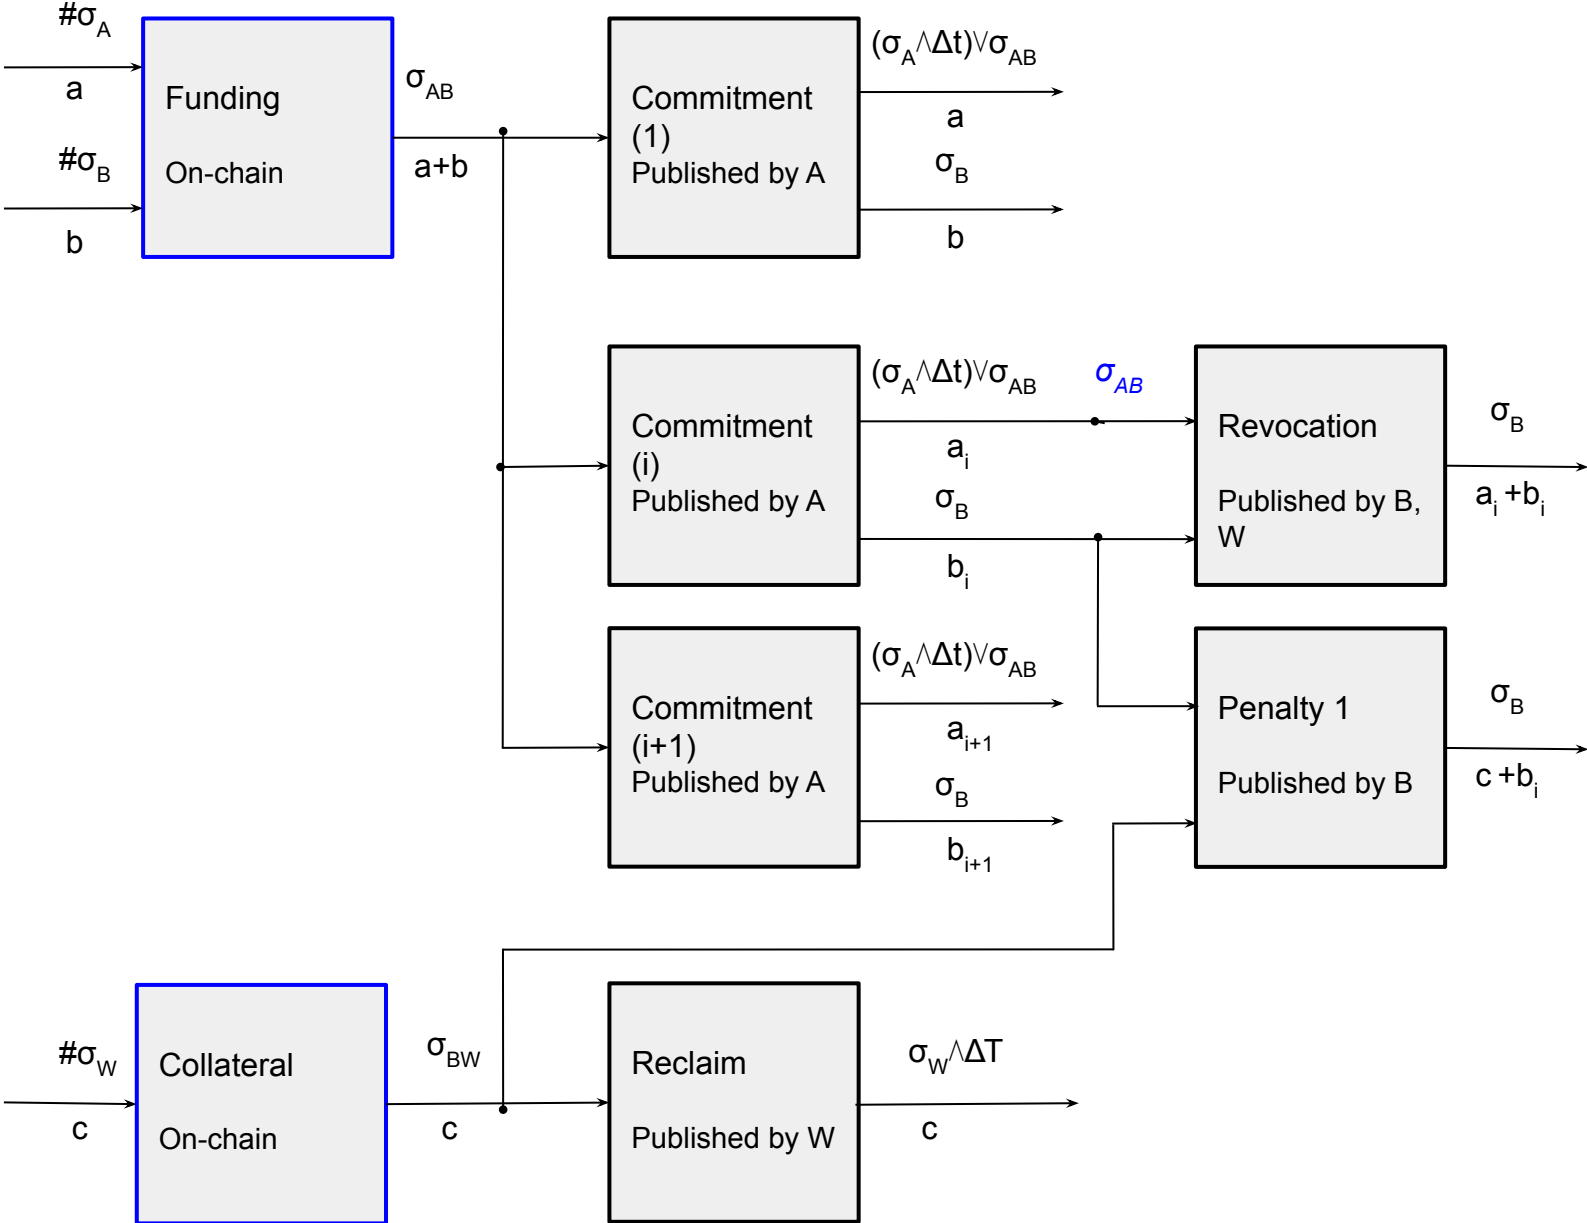 #σA
a
#σB
b
Funding
On-chain
σAB
a+b
Commitment
(1)
Published by A
(σA∧Δt)∨σAB
a
σB
b
Commitment
(i)
Published by A
(σA∧Δt)∨σAB
ai
σB
bi
σAB
Revocation
Published by B,
W
σB
ai+bi
Commitment
(i+1)
Published by A
(σA∧Δt)∨σAB
ai+1
σB
bi+1
Penalty 1
Published by B
σB
c+bi
#σW
c
Collateral
On-chain
σBW
c
Reclaim
Published by W
σW∧ΔT
c